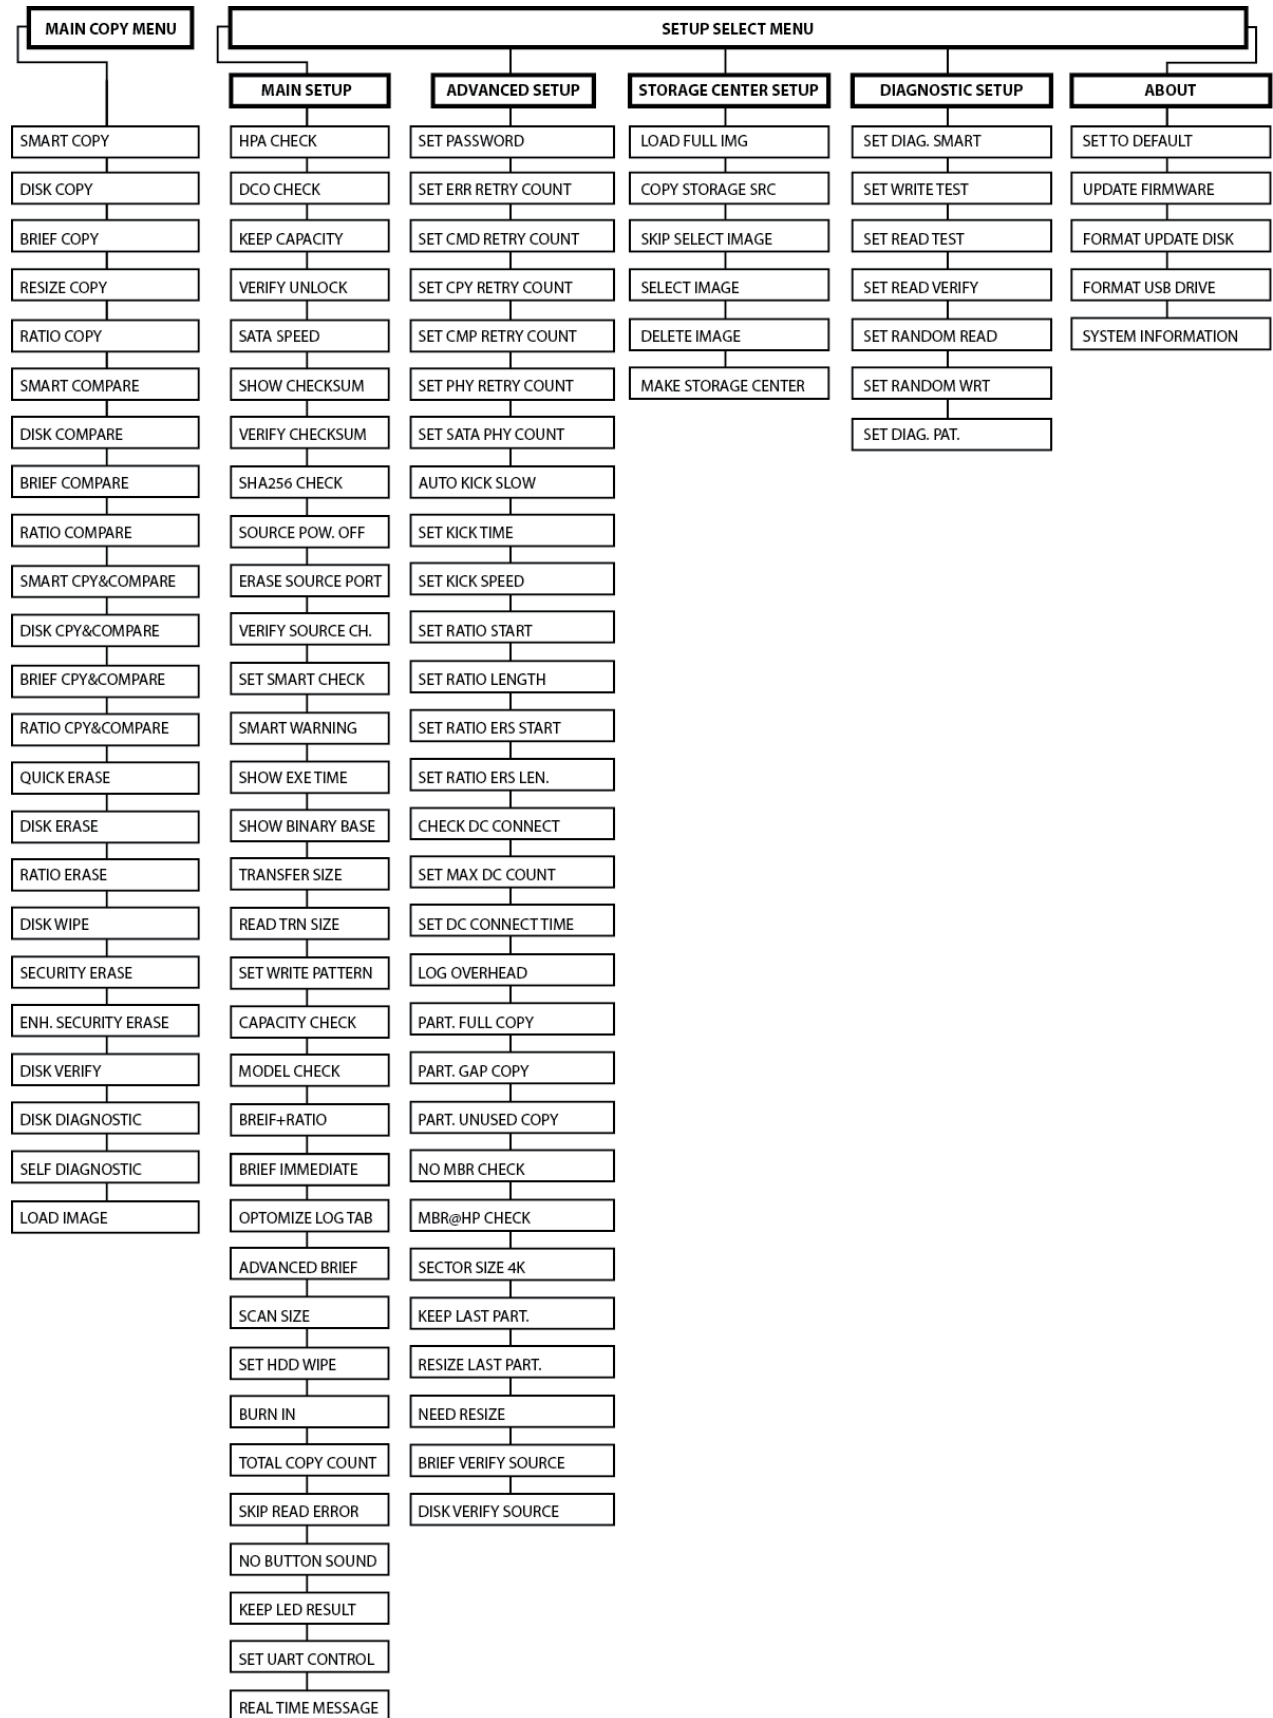 MAIN COPY MENU
SMART COPY
DISK COPY
BRIEF COPY
RESIZE COPY
RATIO COPY
SMART COMPARE
DISK COMPARE
BRIEF COMPARE
RATIO COMPARE
SMART CPY&COMPARE
DISK CPY&COMPARE
BRIEF CPY&COMPARE
RATIO CPY&COMPARE
QUICK ERASE
DISK ERASE
RATIO ERASE
DISK WIPE
SECURITY ERASE
ENH. SECURITY ERASE
DISK VERIFY
DISK DIAGNOSTIC
SELF DIAGNOSTIC
LOAD IMAGE
SETUP SELECT MENU
MAIN SETUP
HPA CHECK
DCO CHECK
KEEP CAPACITY
VERIFY UNLOCK
SATA SPEED
SHOW CHECKSUM
VERIFY CHECKSUM
SHA256 CHECK
SOURCE POW. OFF
ERASE SOURCE PORT
VERIFY SOURCE CH.
SET SMART CHECK
SMART WARNING
SHOW EXE TIME
SHOW BINARY BASE
TRANSFER SIZE
READ TRN SIZE
SET WRITE PATTERN
CAPACITY CHECK
MODEL CHECK
BREIF+RATIO
BRIEF IMMEDIATE
OPTOMIZE LOG TAB
ADVANCED BRIEF
SCAN SIZE
SET HDD WIPE
BURN IN
TOTAL COPY COUNT
SKIP READ ERROR
NO BUTTON SOUND
KEEP LED RESULT
SET UART CONTROL
REAL TIME MESSAGE
ADVANCED SETUP
SET PASSWORD
SET ERR RETRY COUNT
SET CMD RETRY COUNT
SET CPY RETRY COUNT
SET CMP RETRY COUNT
SET PHY RETRY COUNT
SET SATA PHY COUNT
AUTO KICK SLOW
SET KICK TIME
SET KICK SPEED
SET RATIO START
SET RATIO LENGTH
SET RATIO ERS START
SET RATIO ERS LEN.
CHECK DC CONNECT
SET MAX DC COUNT
SET DC CONNECT TIME
LOG OVERHEAD
PART. FULL COPY
PART. GAP COPY
PART. UNUSED COPY
NO MBR CHECK
MBR@HP CHECK
SECTOR SIZE 4K
KEEP LAST PART.
RESIZE LAST PART.
NEED RESIZE
BRIEF VERIFY SOURCE
DISK VERIFY SOURCE
STORAGE CENTER SETUP
LOAD FULL IMG
COPY STORAGE SRC
SKIP SELECT IMAGE
SELECT IMAGE
DELETE IMAGE
MAKE STORAGE CENTER
DIAGNOSTIC SETUP
SET DIAG. SMART
SET WRITE TEST
SET READ TEST
SET READ VERIFY
SET RANDOM READ
SET RANDOM WRT
SET DIAG. PAT.
ABOUT
SET TO DEFAULT
UPDATE FIRMWARE
FORMAT UPDATE DISK
FORMAT USB DRIVE
SYSTEM INFORMATION